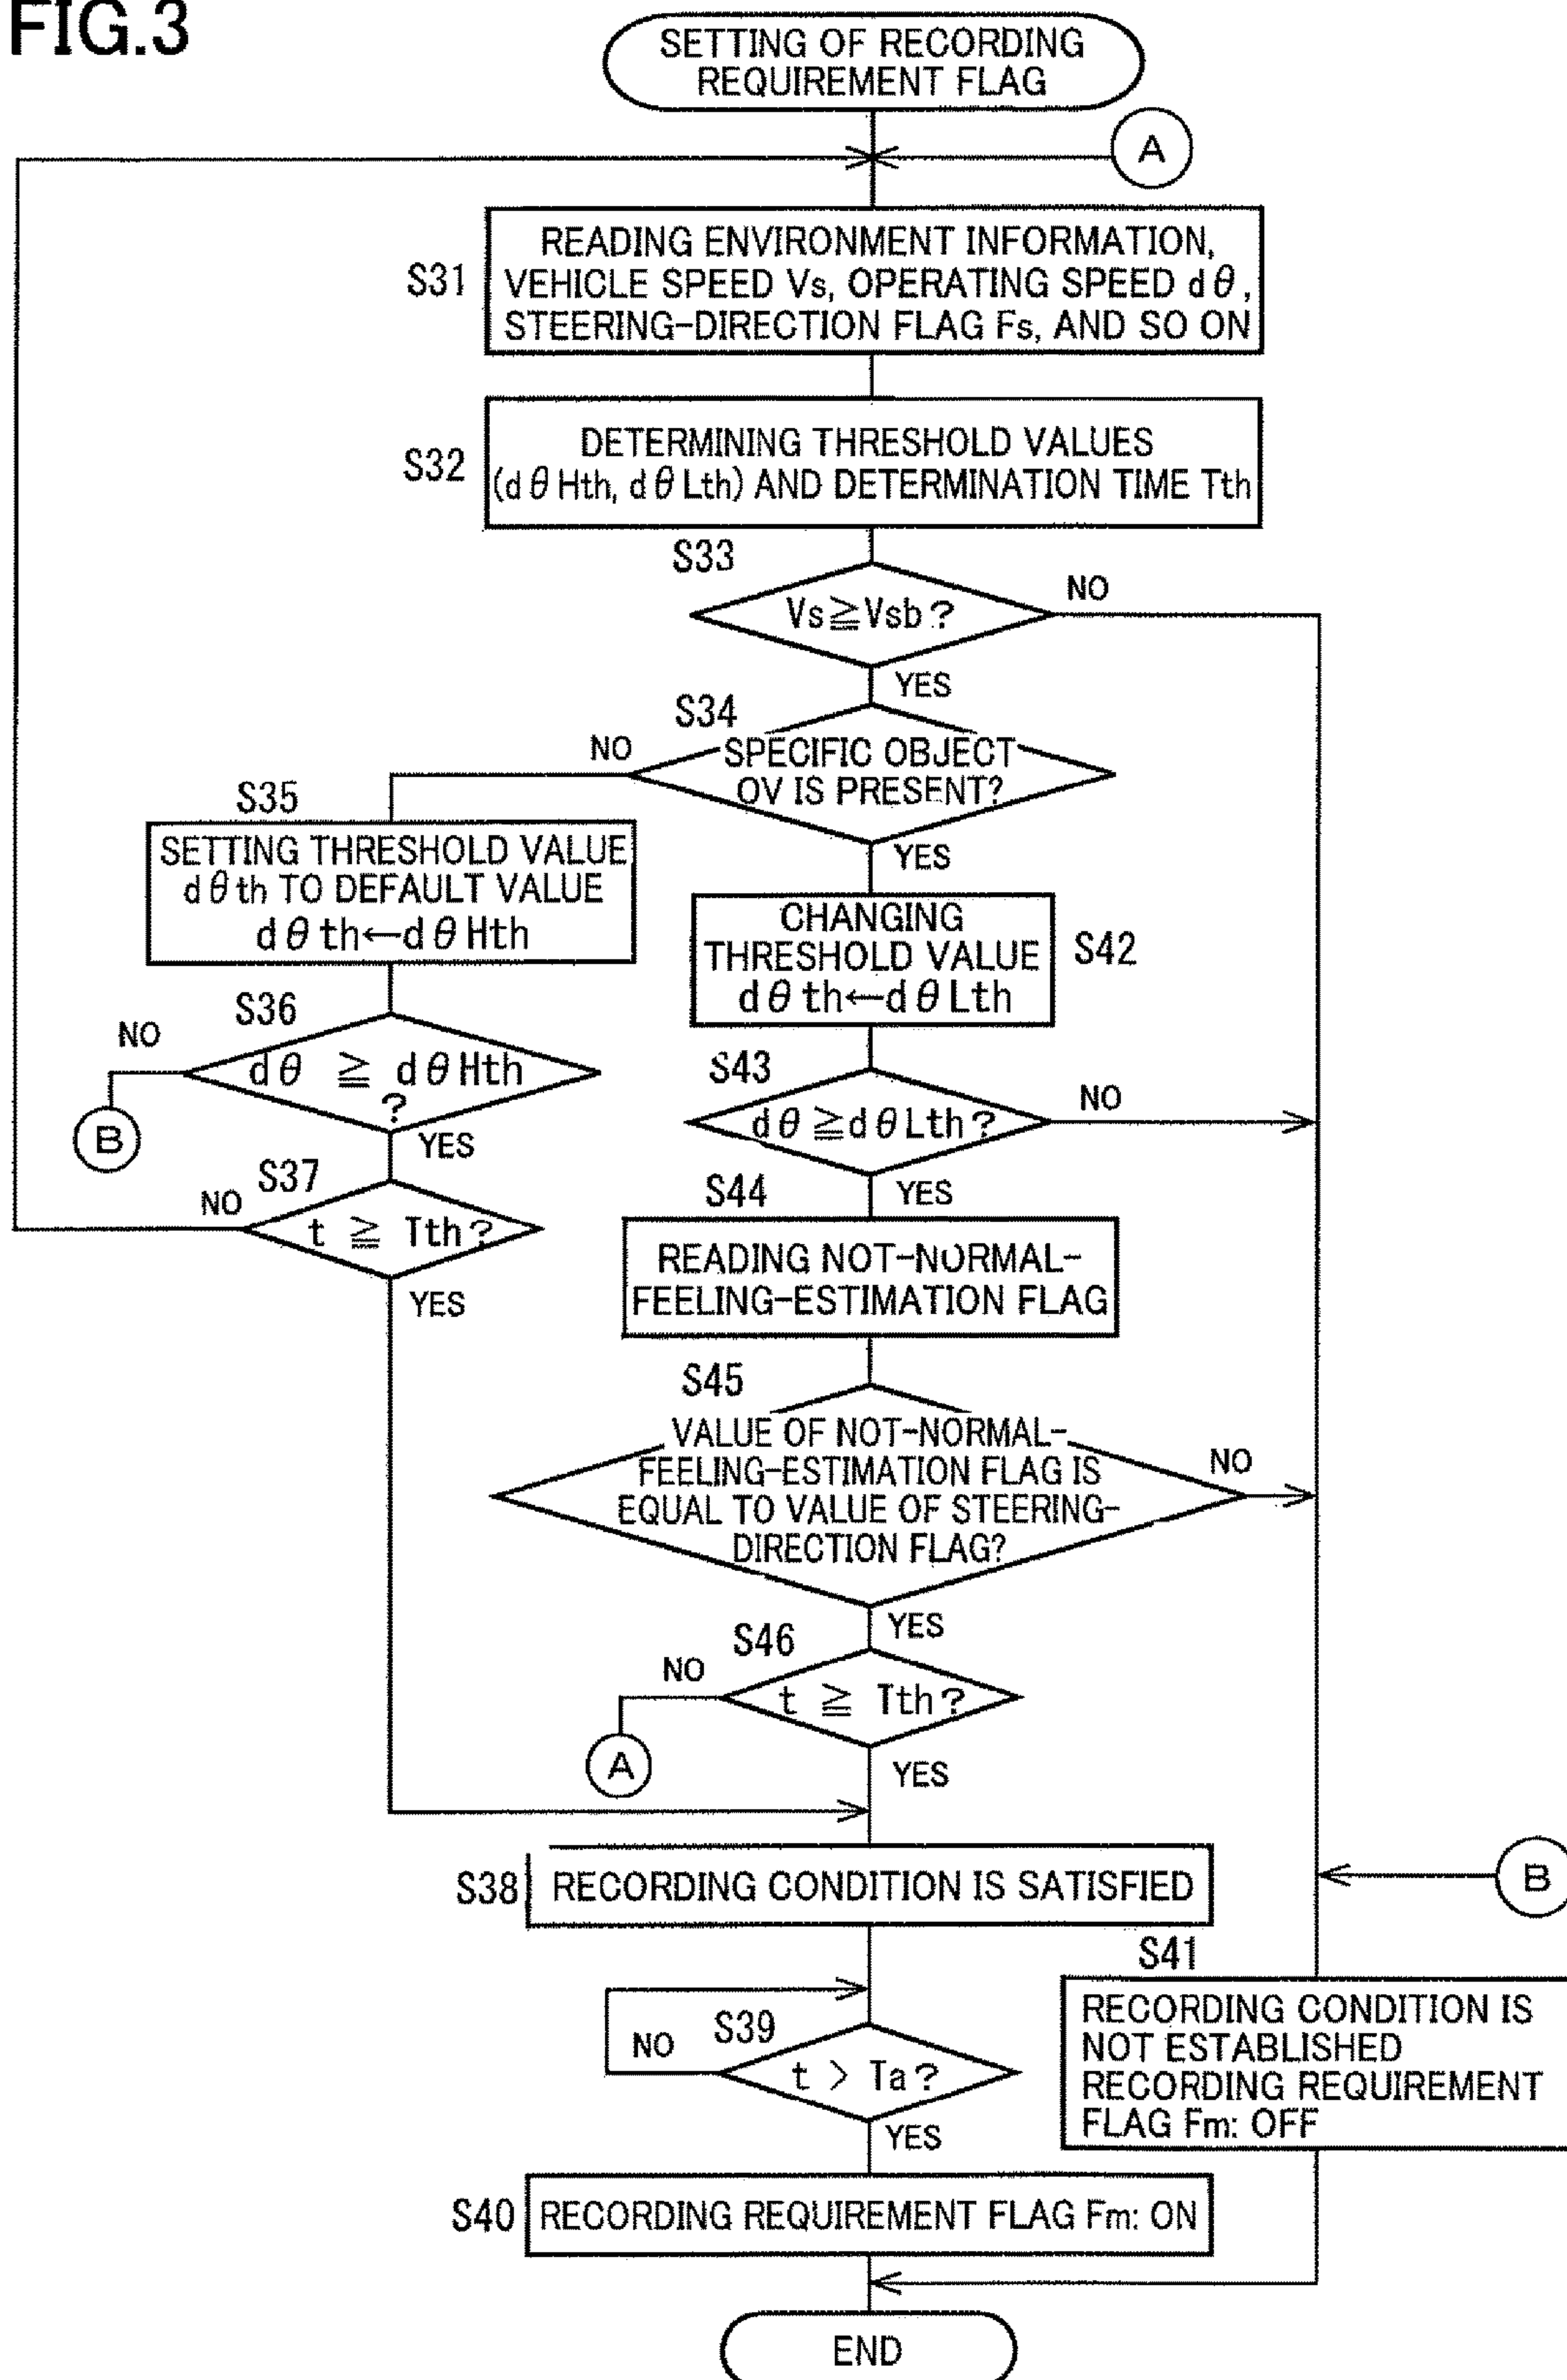 FIG.3
SETTING OF RECORDING
REQUIREMENT FLAG
A
S31
READING ENVIRONMENT INFORMATION,
VEHICLE SPEED Vs, OPERATING SPEED dθ,
STEERING-DIRECTION FLAG Fs, AND SO ON
S32
DETERMINING THRESHOLD VALUES
(dθHth, dθLth) AND DETERMINATION TIME Tth
S33
Vs≧Vsb?
NO
YES
S34
SPECIFIC OBJECT
OV IS PRESENT?
NO
YES
S35
SETTING THRESHOLD VALUE
dθth TO DEFAULT VALUE
dθth←dθHth
S36
dθ ≧ dθHth
?
NO
B
YES
S37
t ≧ Tth?
NO
YES
CHANGING
THRESHOLD VALUE
dθth←dθLth
S42
S43
dθ≧dθLth?
NO
YES
S44
READING NOT-NORMAL-
FEELING-ESTIMATION FLAG
S45
VALUE OF NOT-NORMAL-
FEELING-ESTIMATION FLAG IS
EQUAL TO VALUE OF STEERING-
DIRECTION FLAG?
NO
YES
S46
t ≧ Tth?
NO
A
YES
S38
RECORDING CONDITION IS SATISFIED
B
S39
t > Ta?
NO
YES
S41
RECORDING CONDITION IS
NOT ESTABLISHED
RECORDING REQUIREMENT
FLAG Fm: OFF
S40
RECORDING REQUIREMENT FLAG Fm: ON
END